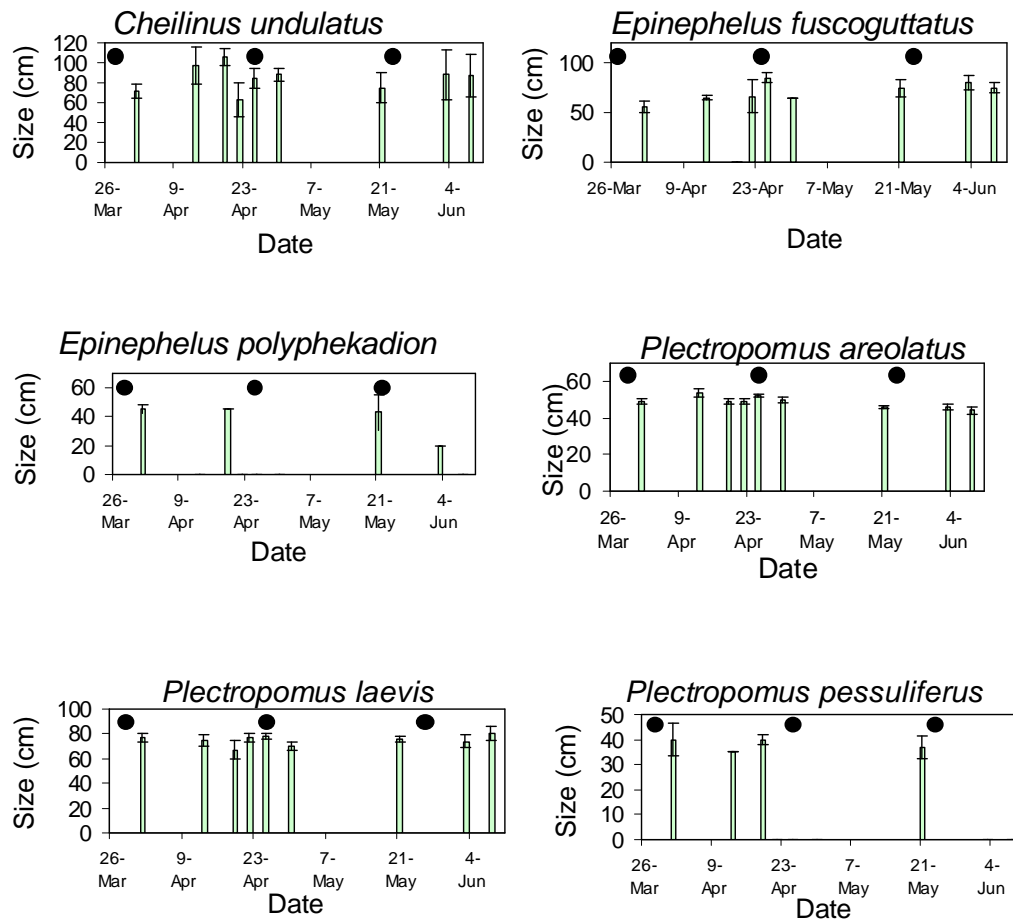 Cheilinus undulatus
Size (cm)
120
100
80
60
40
20
0
26-
Mar
9-
Apr
23-
Apr
7-
May
21-
May
4-
Jun
Date
Epinephelus fuscoguttatus
Size (cm)
100
50
0
26-Mar 9-Apr 23-Apr 7-May 21-May 4-Jun
Date
Epinephelus polyphekadion
Size (cm)
60
40
20
0
26-
Mar
9-
Apr
23-
Apr
7-
May
21-
May
4-
Jun
Date
Plectropomus areolatus
Size (cm)
60
40
20
0
26-
Mar
9-
Apr
23-
Apr
7-
May
21-
May
4-
Jun
Date
Plectropomus laevis
Size (cm)
100
80
60
40
20
0
26-
Mar
9-
Apr
23-
Apr
7-
May
21-
May
4-
Jun
Date
Plectropomus pessuliferus
Size (cm)
50
40
30
20
10
0
26-
Mar
9-
Apr
23-
Apr
7-
May
21-
May
4-
Jun
Date